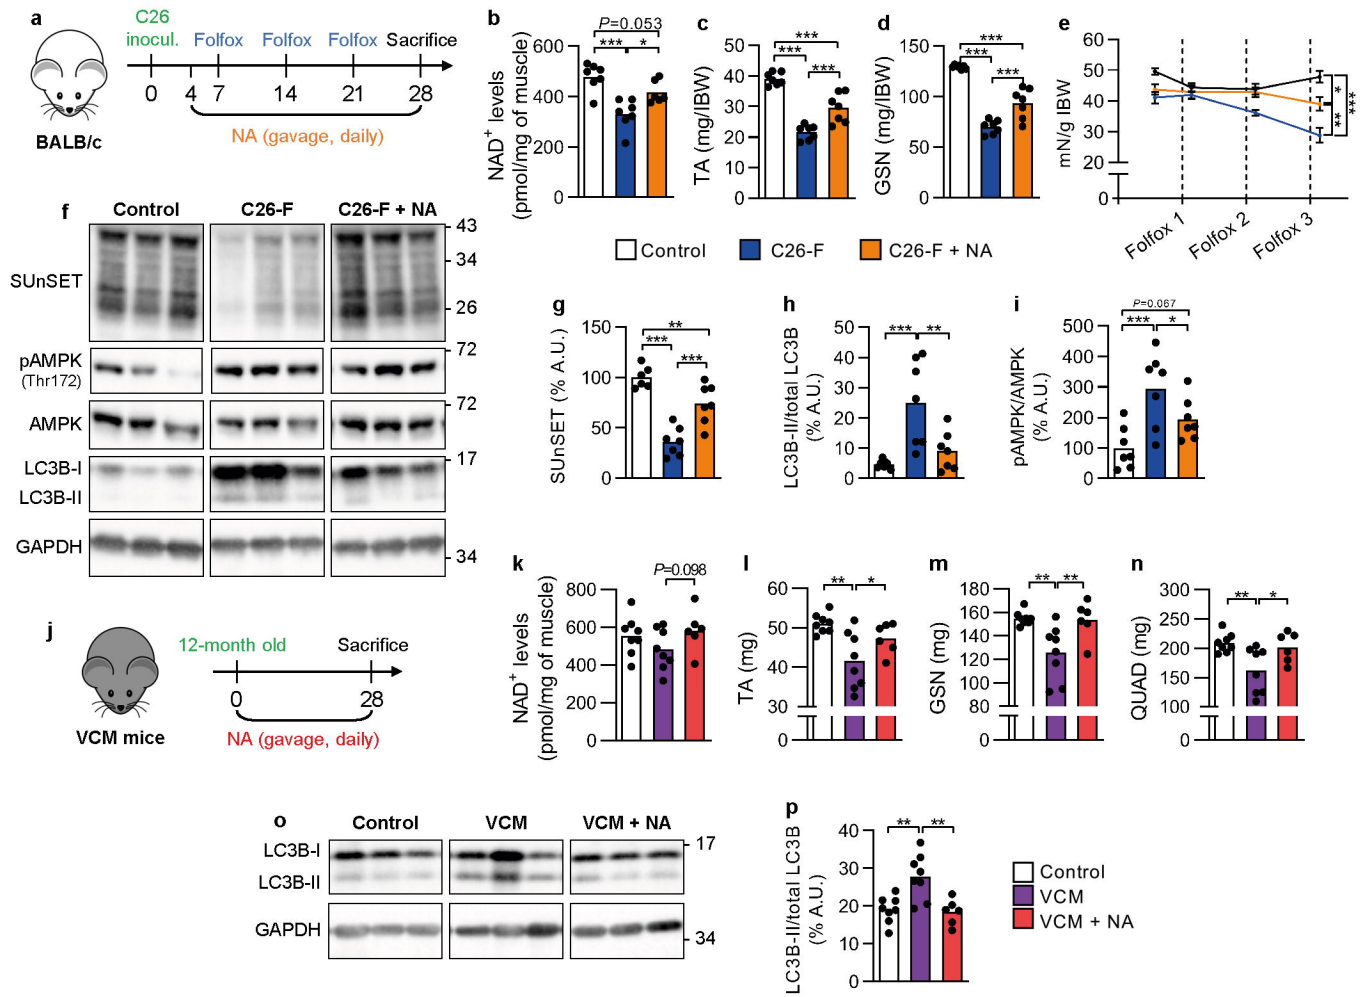 a
C26
inocul.
Folfox
Folfox
Folfox
Sacrifice
0
4
7
14
21
28
NA (gavage, daily)
BALB/c
b
NAD+ levels
(pmol/mg of muscle)
600
400
200
0
P=0.053
***
*
c
TA (mg/IBW)
50
40
30
20
10
0
***
***
***
d
GSN (mg/IBW)
150
100
50
0
***
***
***
e
mN/g IBW
50
40
30
20
0
Folfox 1
Folfox 2
Folfox 3
*
**
***
Control
C26-F
C26-F + NA
f
Control
C26-F
C26-F + NA
SUnSET
43
34
26
pAMPK
(Thr172)
72
AMPK
72
LC3B-I
17
LC3B-II
GAPDH
34
g
SUnSET (% A.U.)
150
100
50
0
**
***
***
h
LC3B-II/total LC3B
(% A.U.)
50
40
30
20
10
0
***
**
i
pAMPK/AMPK
(% A.U.)
500
400
300
200
100
0
P=0.067
***
*
j
12-month old
Sacrifice
0
28
NA (gavage, daily)
VCM mice
k
NAD+ levels
(pmol/mg of muscle)
800
600
400
200
0
P=0.098
l
TA (mg)
60
50
40
30
0
**
*
m
GSN (mg)
180
160
140
120
100
80
0
**
**
n
QUAD (mg)
300
200
150
100
0
**
*
o
Control
VCM
VCM + NA
LC3B-I
17
LC3B-II
GAPDH
34
p
LC3B-II/total LC3B
(% A.U.)
40
30
20
10
0
**
**
Control
VCM
VCM + NA